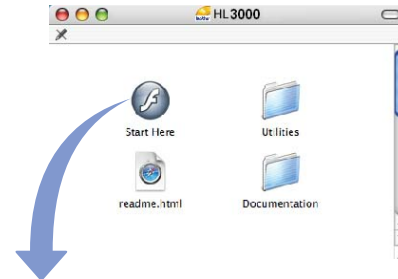 HL3000
Start Here
Utilities
readme.html
Documentation